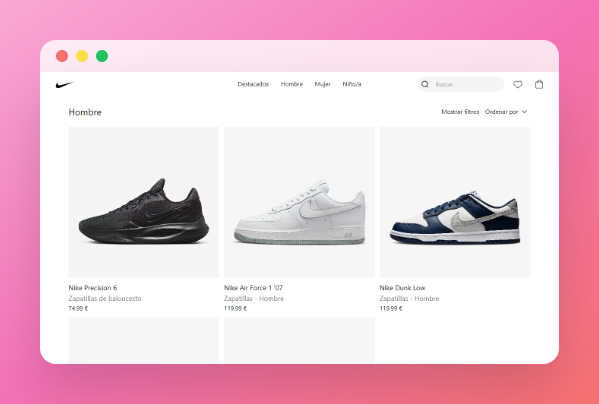 Destacados Hombre Mujer Niño/a Buscar
Hombre Mostrar filtros Ordenar por
Nike Precision 6
Zapatillas de baloncesto
74.99 €
Nike Air Force 1 '07
Zapatillas - Hombre
119.99 €
Nike Dunk Low
Zapatillas - Hombre
119.99 €